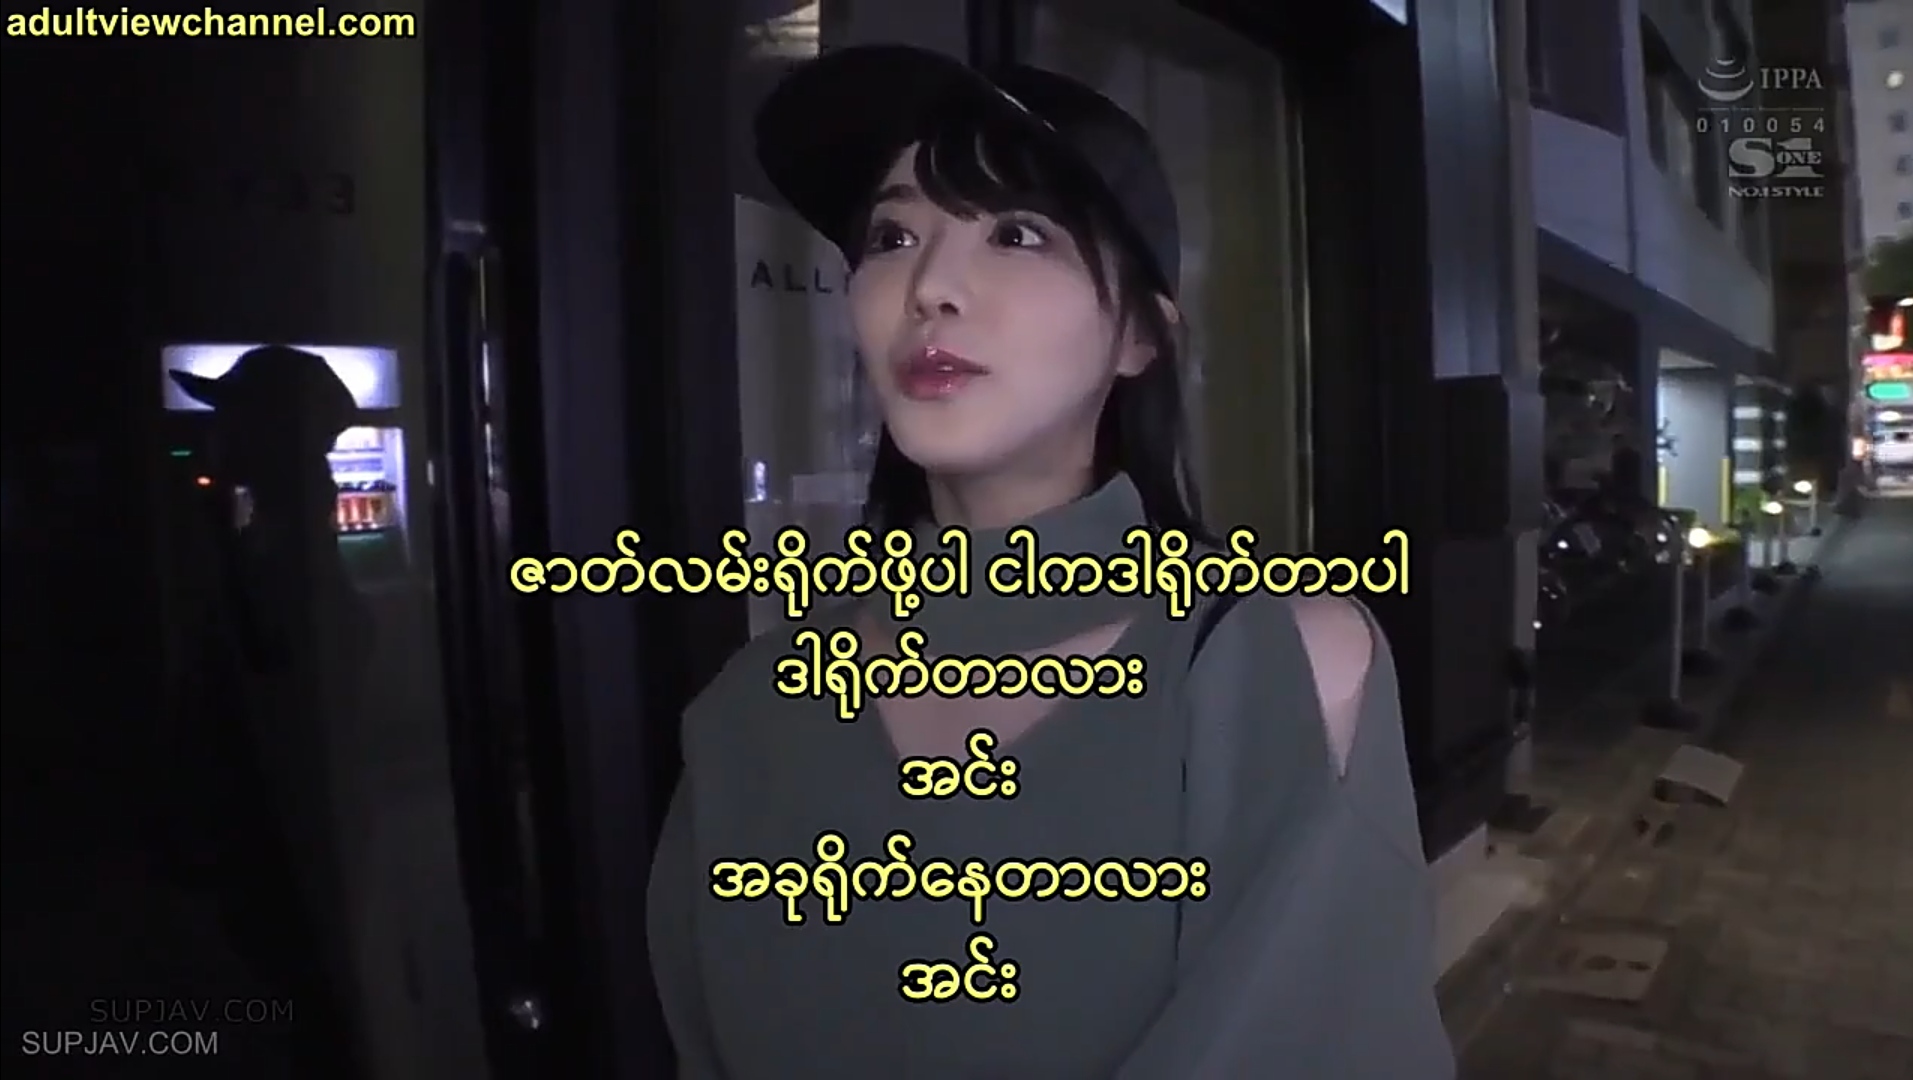 adultviewchannel.com
IPPA
010054
S1 ONE
NO.1 STYLE
ALL
ဇာတ်လမ်းရိုက်ဖို့ပါ ငါကဒါရိုက်တာပါ
ဒါရိုက်တာလား
အင်း
အခုရိုက်နေတာလား
အင်း
SUPJAV.COM
SUPJAV.COM